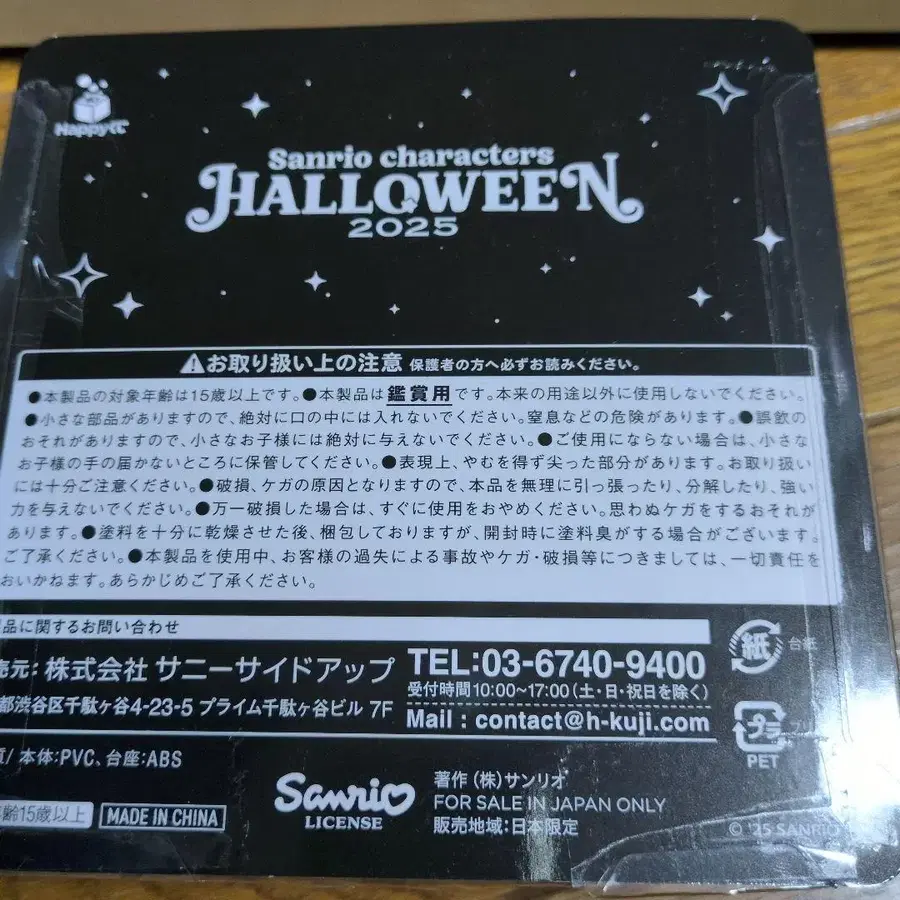 Happyくじ
Sanrio characters
HALLOWEEN
2025
お取り扱い上の注意 保護者の方へ必ずお読みください。
●本製品の対象年齢は15歳以上です。●本製品は鑑賞用です。本来の用途以外に使用しないでください。
●小さな部品がありますので、絶対に口の中には入れないでください。窒息などの危険があります。●誤飲の
おそれがありますので、小さなお子様には絶対に与えないでください。●ご使用にならない場合は、小さな
お子様の手の届かないところに保管してください。●表現上、やむを得ず尖った部分があります。お取り扱い
には十分ご注意ください。●破損、ケガの原因となりますので、本品を無理に引っ張ったり、分解したり、強い
力を与えないでください。●万一破損した場合は、すぐに使用をおやめください。思わぬケガをするおそれが
あります。●塗料を十分に乾燥させた後、梱包しておりますが、開封時に塗料臭がする場合がございます。
ご了承ください。●本製品を使用中、お客様の過失による事故やケガ・破損等につきましては、一切責任を
おいかねます。あらかじめご了承ください。
品に関するお問い合わせ
売元:株式会社 サニーサイドアップ
都渋谷区千駄ヶ谷4-23-5 プライム千駄ヶ谷ビル 7F
TEL:03-6740-9400
受付時間10:00~17:00(土・日・祝日を除く)
Mail : contact@h-kuji.com
紙 台紙
プラ
PET
質/ 本体:PVC、台座:ABS
齢15歳以上 MADE IN CHINA
Sanrio
LICENSE
著作 (株)サンリオ
FOR SALE IN JAPAN ONLY
販売地域:日本限定
© '25 SANRIO